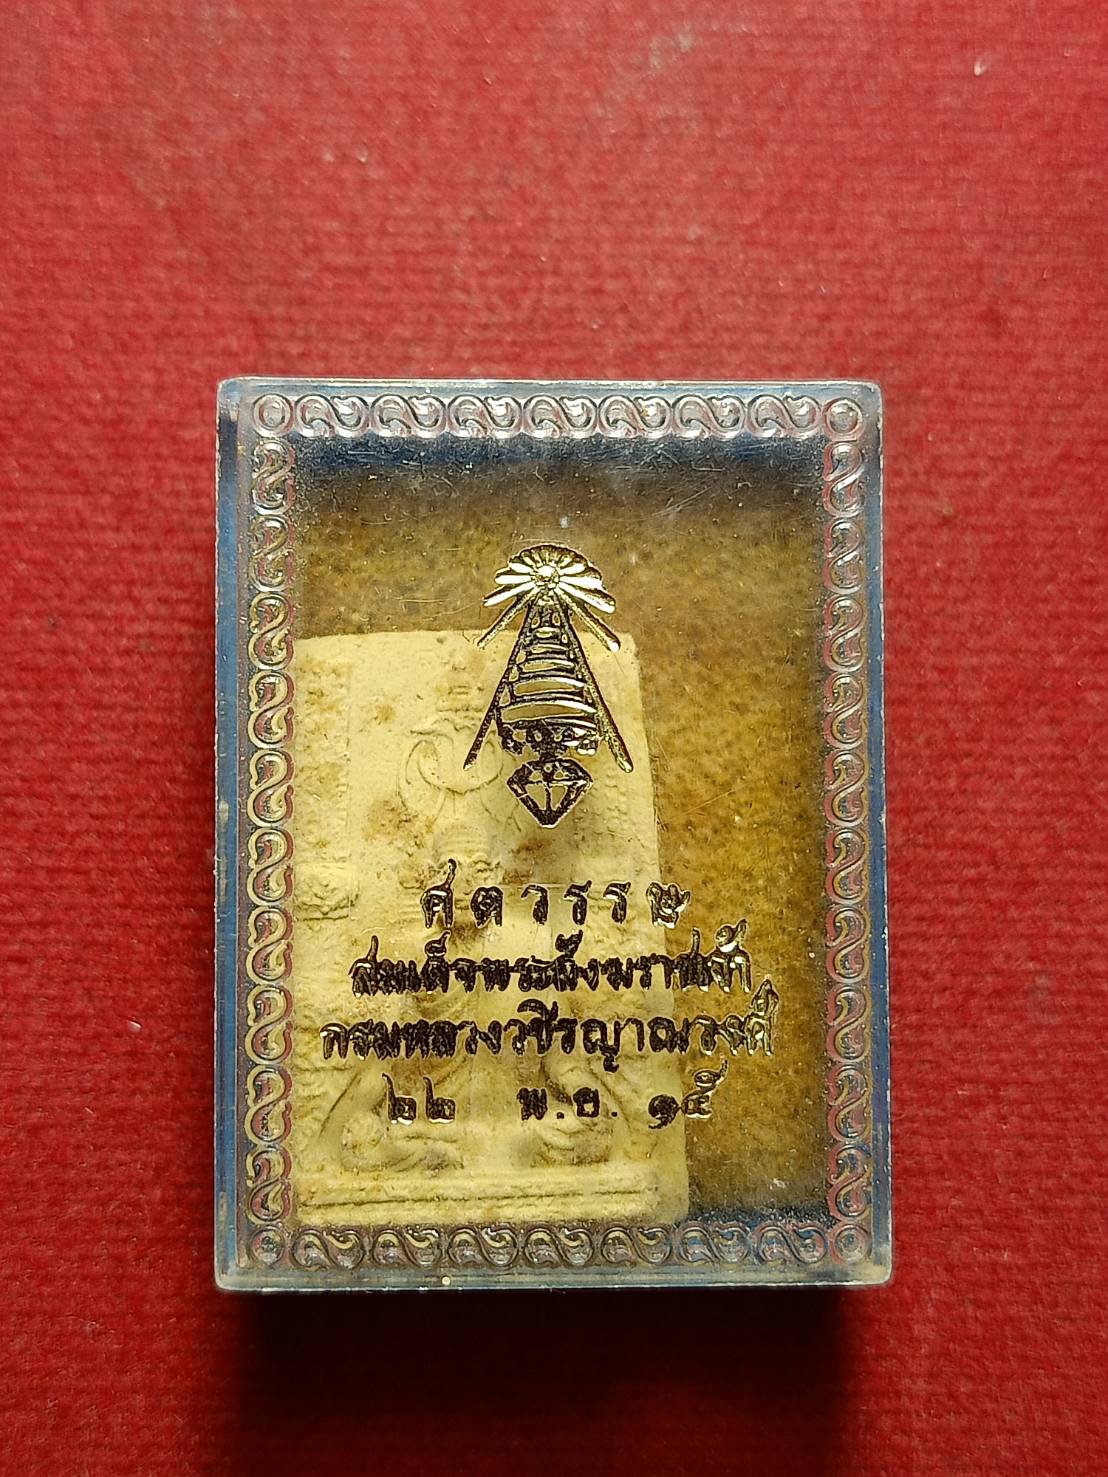 ศตวรรษ
สมเด็จพระสังฆราชเจ้า
กรมหลวงวชิรญาณวงศ์
๒๒ พ.ย. ๑๕